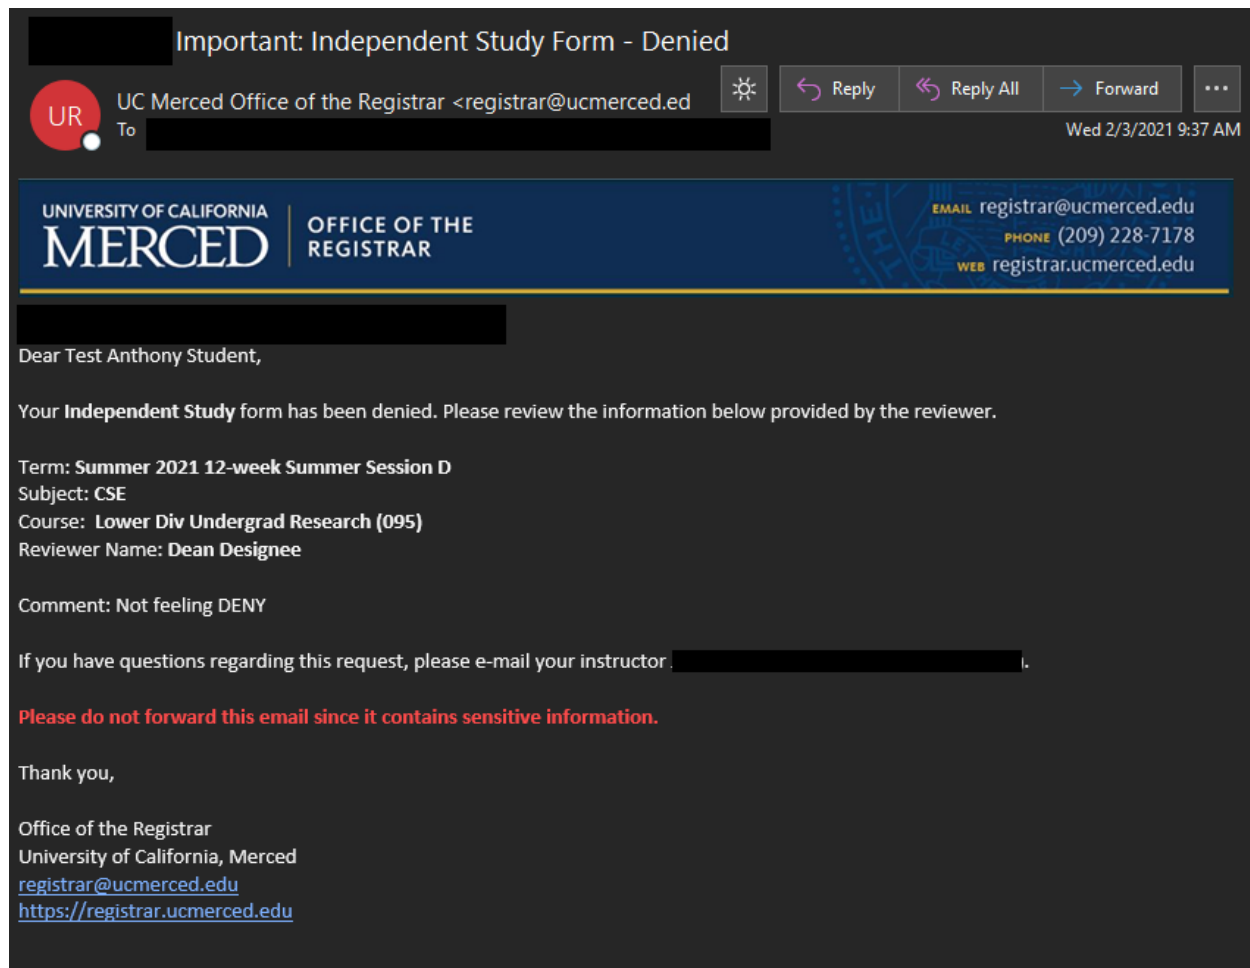 Important: Independent Study Form - Denied
UR
UC Merced Office of the Registrar <registrar@ucmerced.ed
Reply
Reply All
Forward
To
Wed 2/3/2021 9:37 AM
UNIVERSITY OF CALIFORNIA
MERCED
OFFICE OF THE
REGISTRAR
EMAIL registrar@ucmerced.edu
PHONE (209) 228-7178
WEB registrar.ucmerced.edu
Dear Test Anthony Student,
Your Independent Study form has been denied. Please review the information below provided by the reviewer.
Term: Summer 2021 12-week Summer Session D
Subject: CSE
Course: Lower Div Undergrad Research (095)
Reviewer Name: Dean Designee
Comment: Not feeling DENY
If you have questions regarding this request, please e-mail your instructor .
Please do not forward this email since it contains sensitive information.
Thank you,
Office of the Registrar
University of California, Merced
registrar@ucmerced.edu
https://registrar.ucmerced.edu